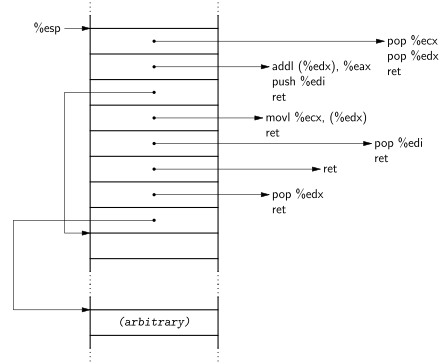 %esp
pop %ecx
pop %edx
ret
addl (%edx), %eax
push %edi
ret
movl %ecx, (%edx)
ret
pop %edi
ret
ret
pop %edx
ret
(arbitrary)